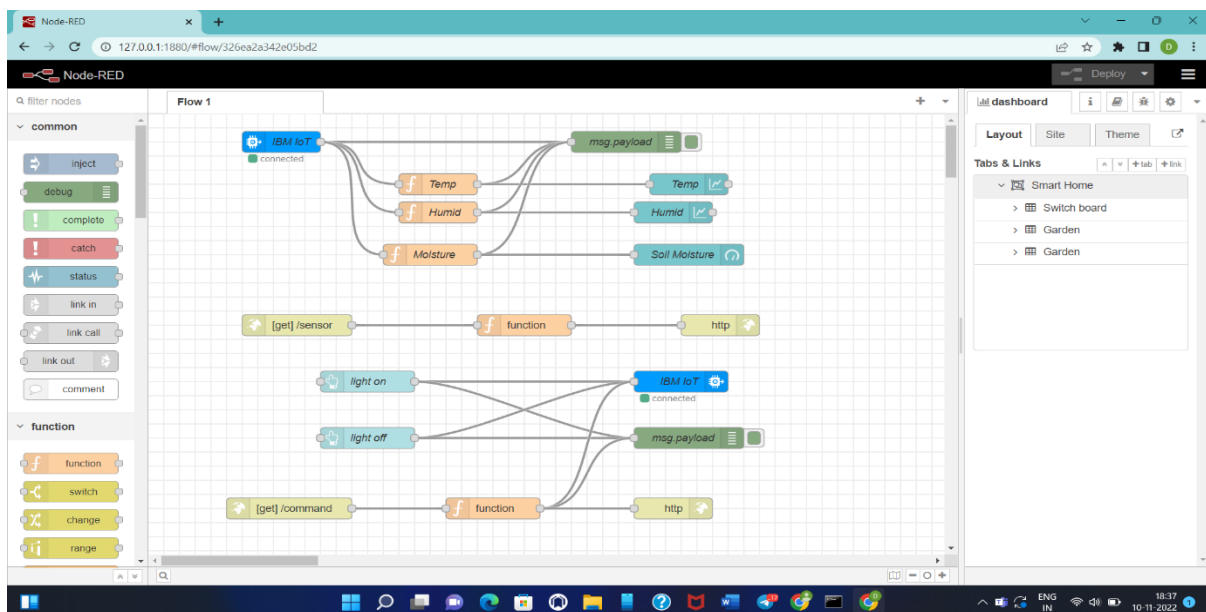 Node-RED
127.0.0.1:1880/#flow/326ea2a342e05bd2
D
Node-RED
Deploy
filter nodes
common
inject
debug
complete
catch
status
link in
link call
link out
comment
function
function
switch
change
range
Flow 1
IBM IoT
connected
msg.payload
Temp
Temp
Humid
Humid
Moisture
Soil Moisture
[get] /sensor
function
http
light on
IBM IoT
connected
light off
msg.payload
[get] /command
function
http
dashboard
Layout
Site
Theme
Tabs & Links
+tab
+link
Smart Home
Switch board
Garden
Garden
ENG
IN
18:37
10-11-2022